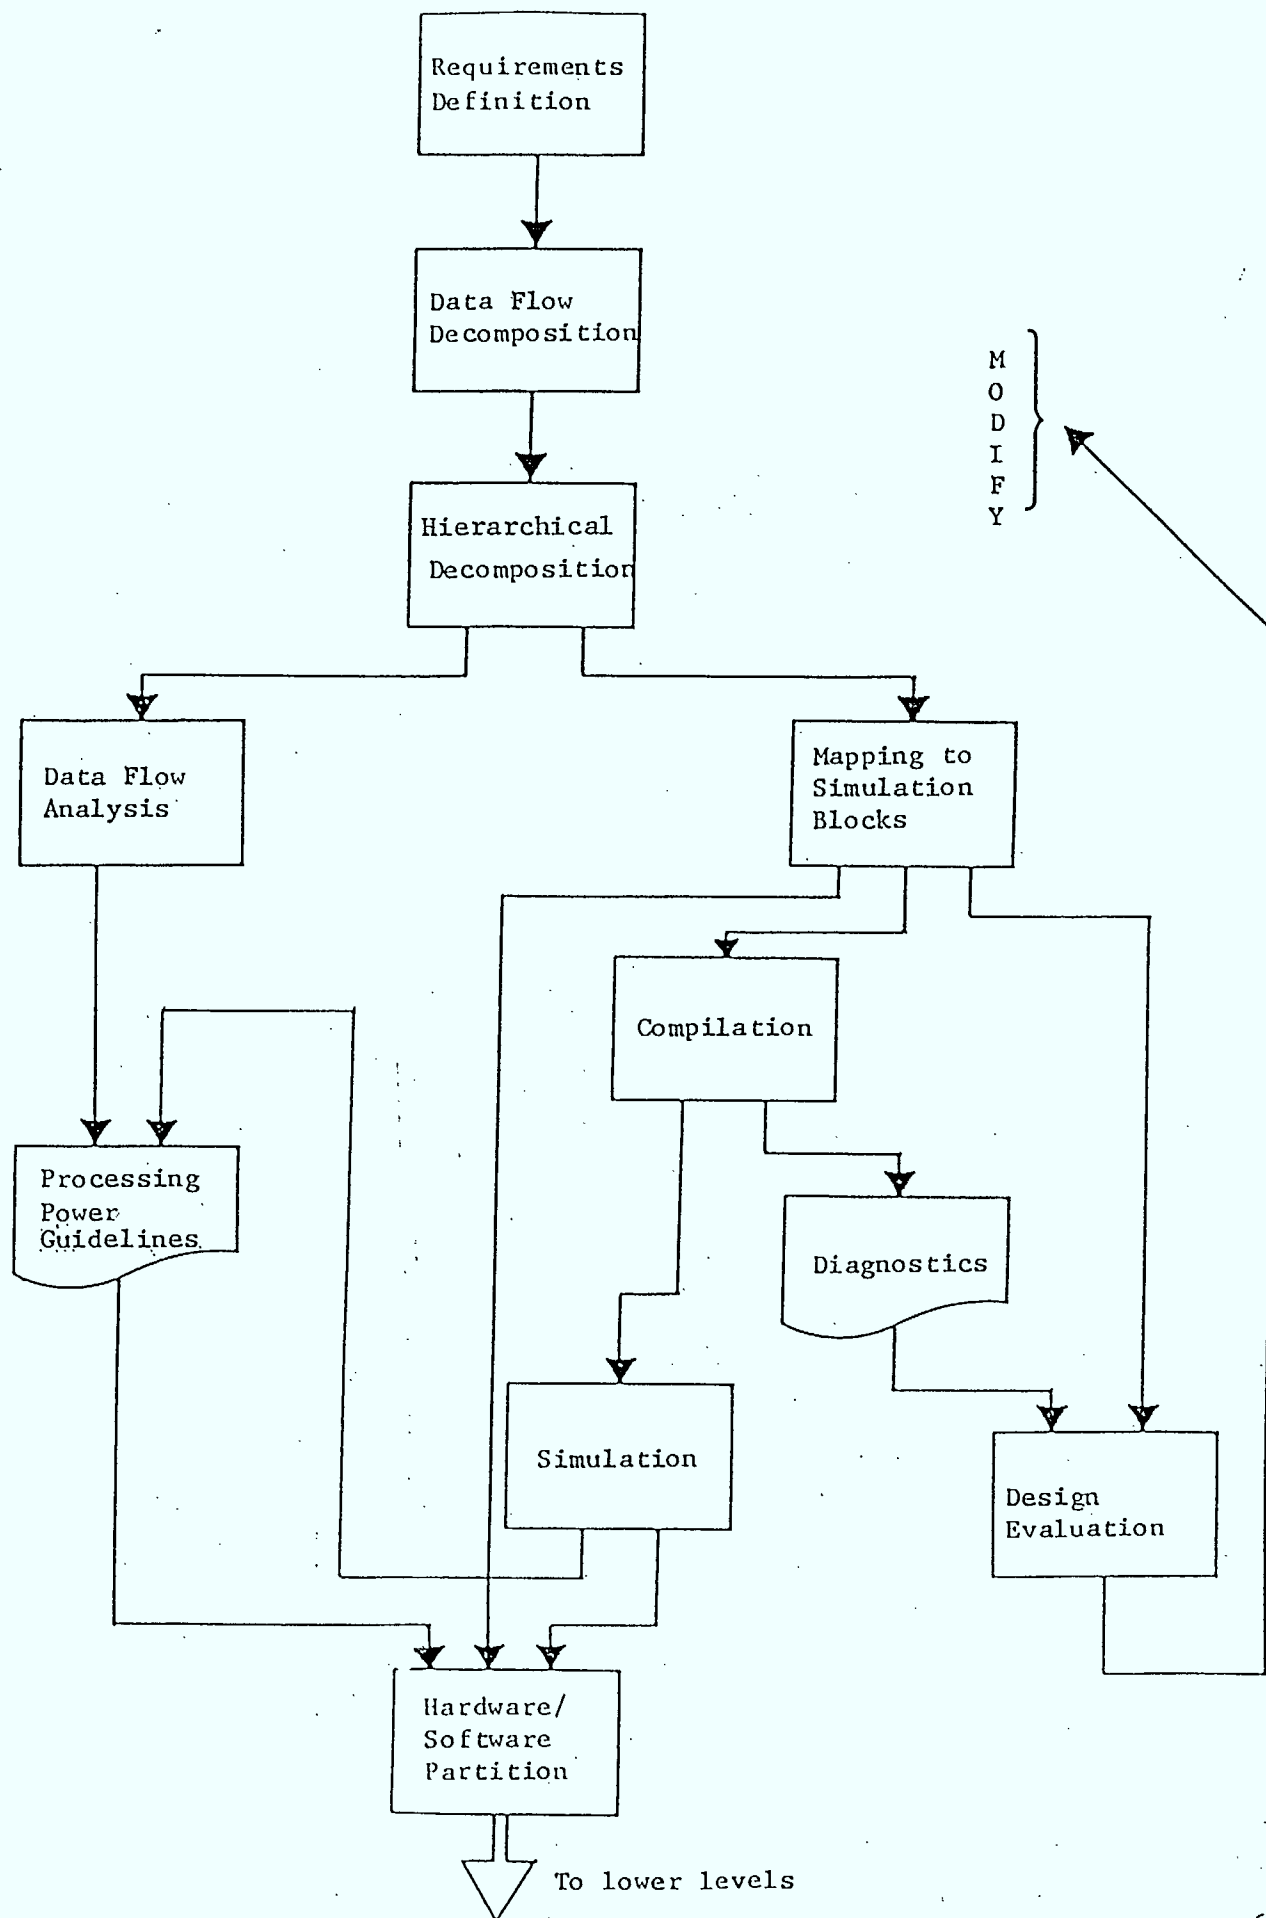 Requirements
Definition
Data Flow
Decomposition
M
O
D
I
F
Y
Hierarchical
Decomposition
Data Flow
Analysis
Mapping to
Simulation
Blocks
Compilation
Processing
Power
Guidelines
Diagnostics
Simulation
Design
Evaluation
Hardware/
Software
Partition
To lower levels